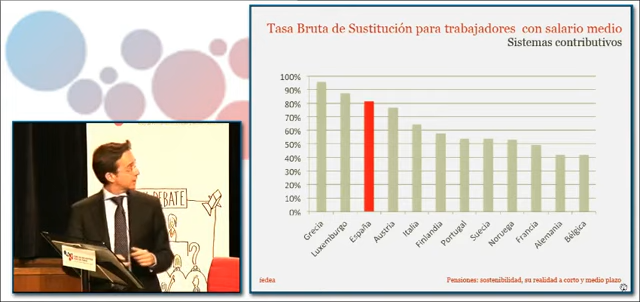 Tasa Bruta de Sustitución para trabajadores con salario medio
Sistemas contributivos
100%
90%
80%
70%
60%
50%
40%
30%
20%
10%
0%
Grecia
Luxemburgo
España
Austria
Italia
Finlandia
Portugal
Suecia
Noruega
Francia
Alemania
Bélgica
DEBATE
fedea
Pensiones: sostenibilidad, su realidad a corto y medio plazo